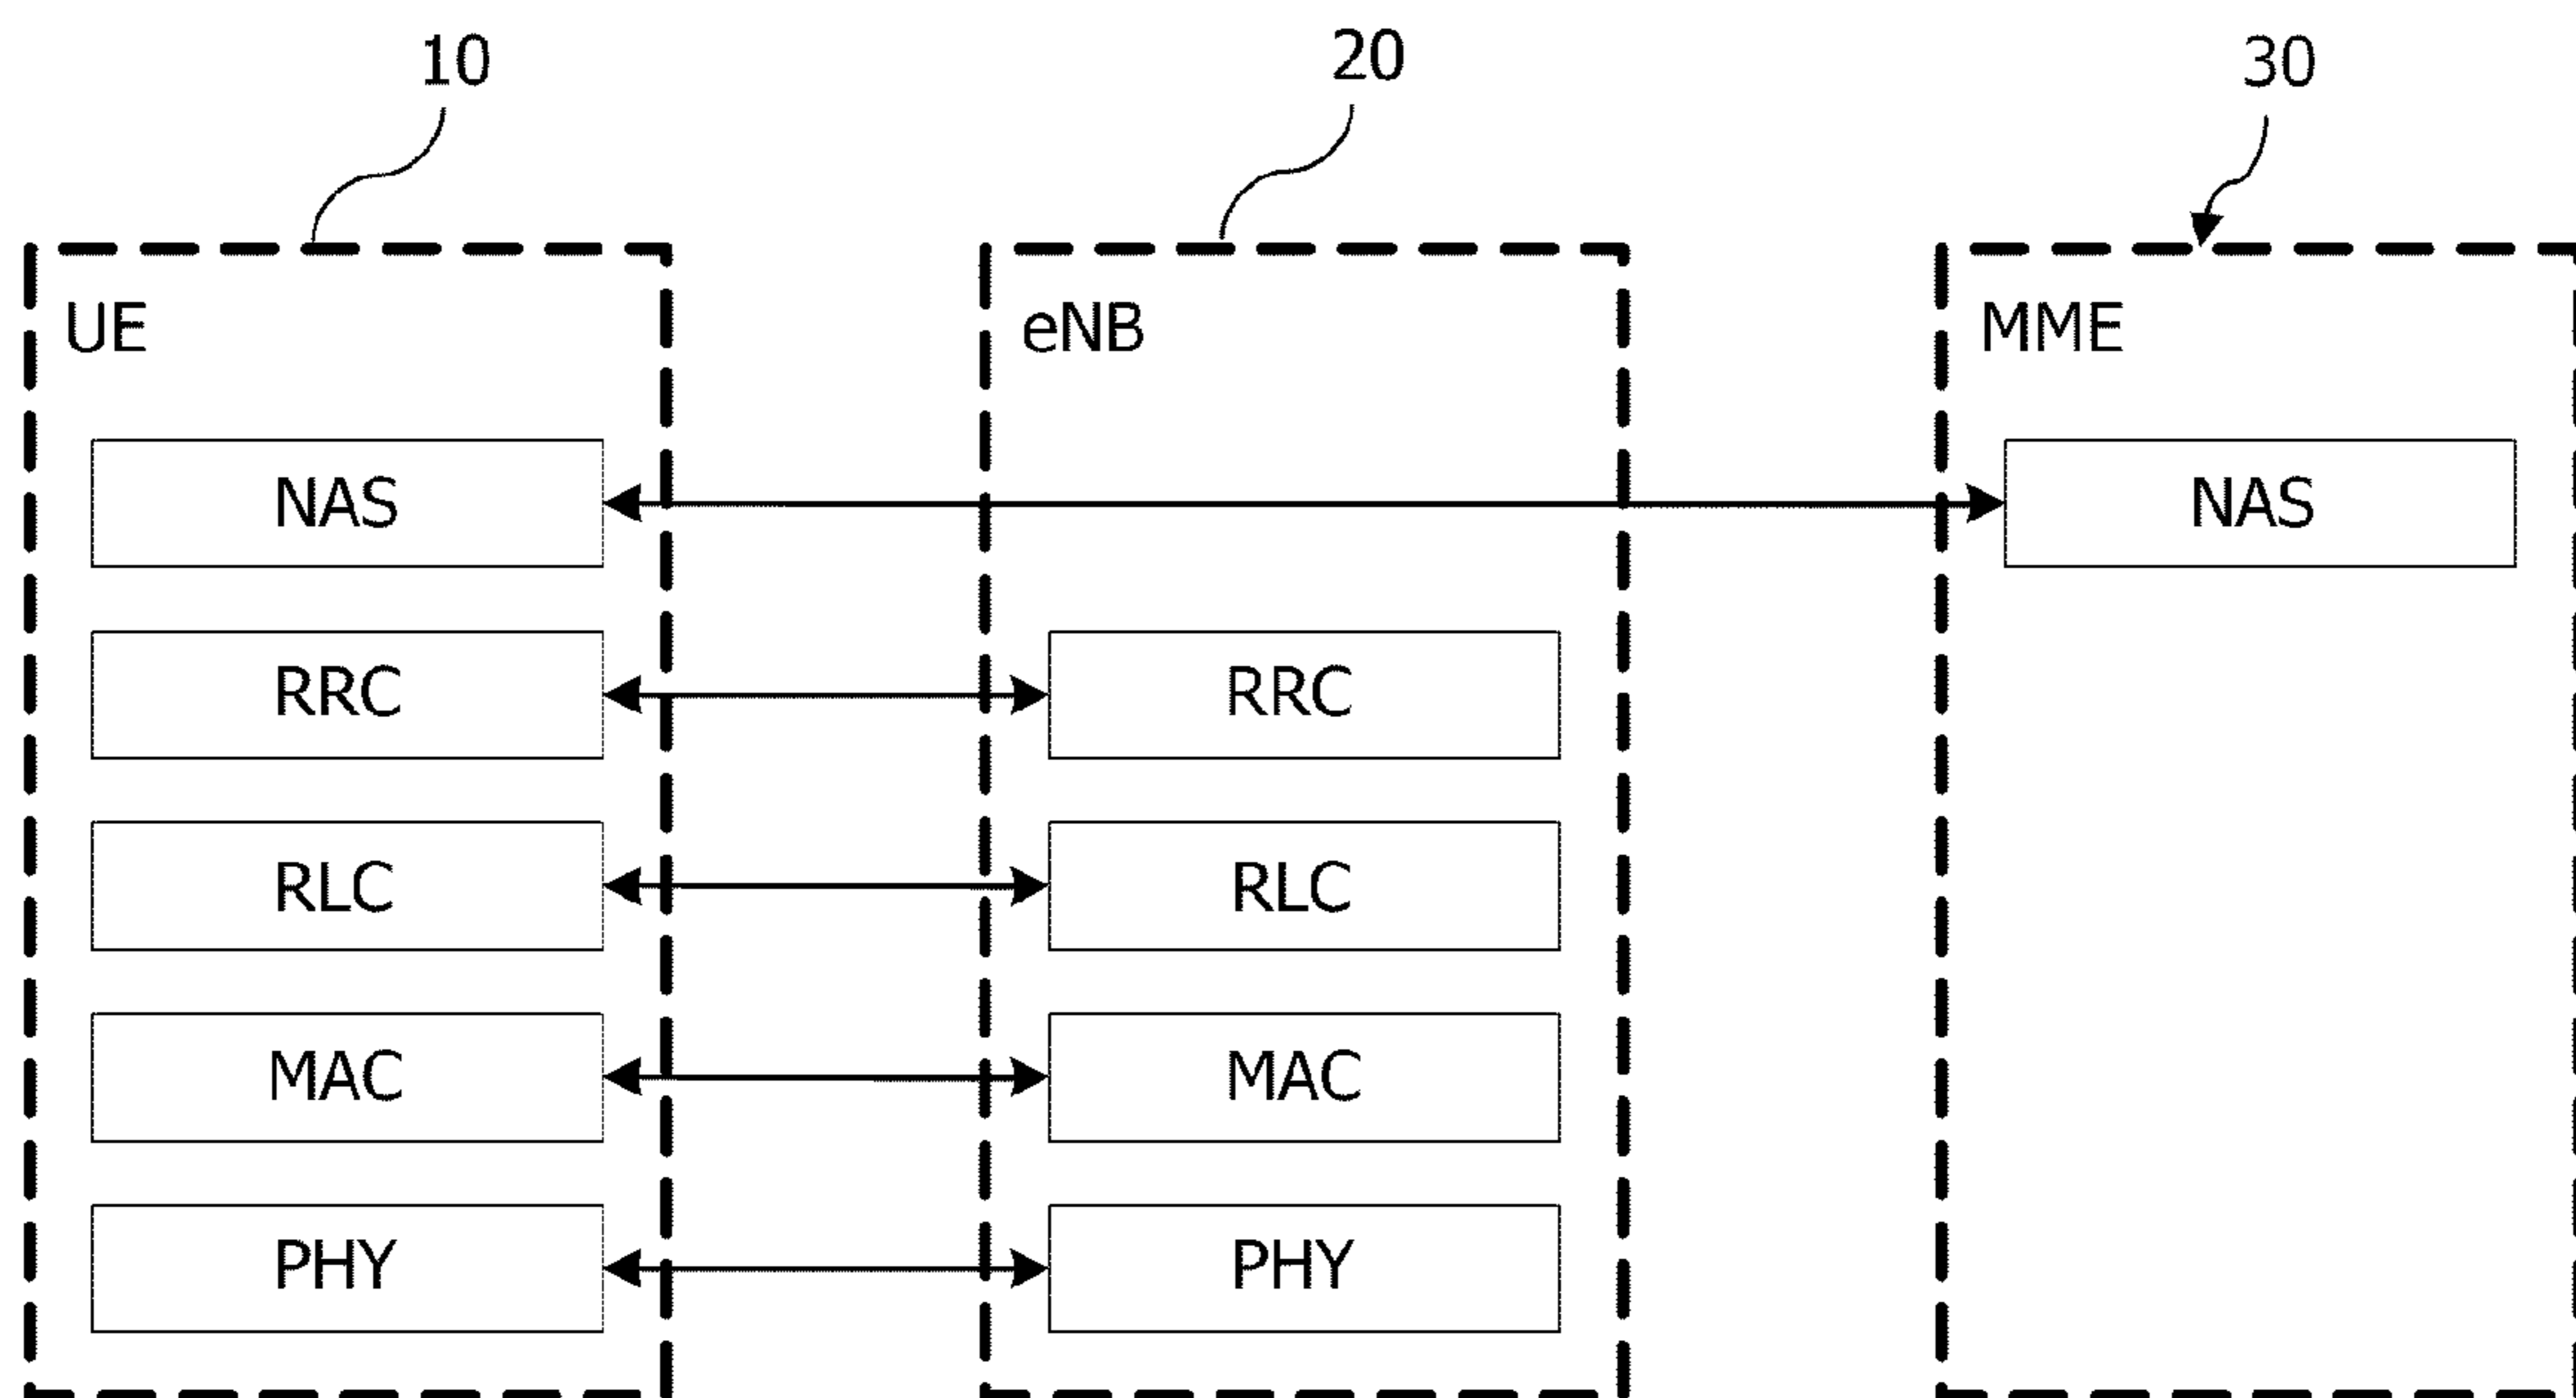 10 20 30
UE eNB MME
NAS NAS
RRC RRC
RLC RLC
MAC MAC
PHY PHY